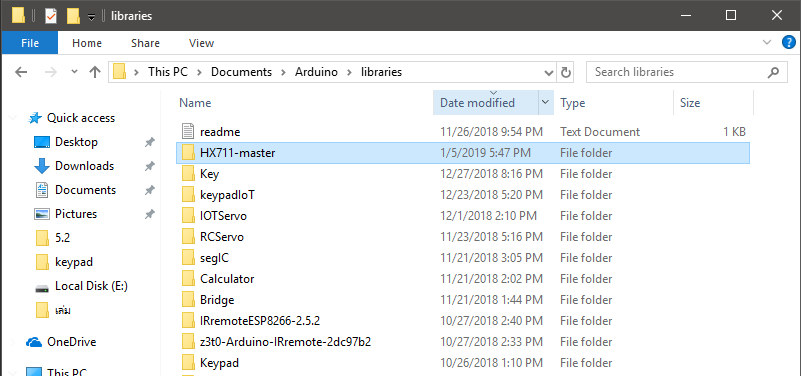 libraries
File Home Share View
This PC Documents Arduino libraries Search libraries
Name Date modified Type Size
Quick access
Desktop
Downloads
Documents
Pictures
5.2
keypad
Local Disk (E:)
เล่ม
OneDrive
This PC
readme 11/26/2018 9:54 PM Text Document 1 KB
HX711-master 1/5/2019 5:47 PM File folder
Key 12/27/2018 8:16 PM File folder
keypadIoT 12/23/2018 5:20 PM File folder
IOTServo 12/1/2018 2:10 PM File folder
RCServo 11/23/2018 5:16 PM File folder
segIC 11/21/2018 3:05 PM File folder
Calculator 11/21/2018 2:02 PM File folder
Bridge 11/21/2018 1:44 PM File folder
IRremoteESP8266-2.5.2 10/27/2018 2:40 PM File folder
z3t0-Arduino-IRremote-2dc97b2 10/27/2018 2:33 PM File folder
Keypad 10/26/2018 1:10 PM File folder